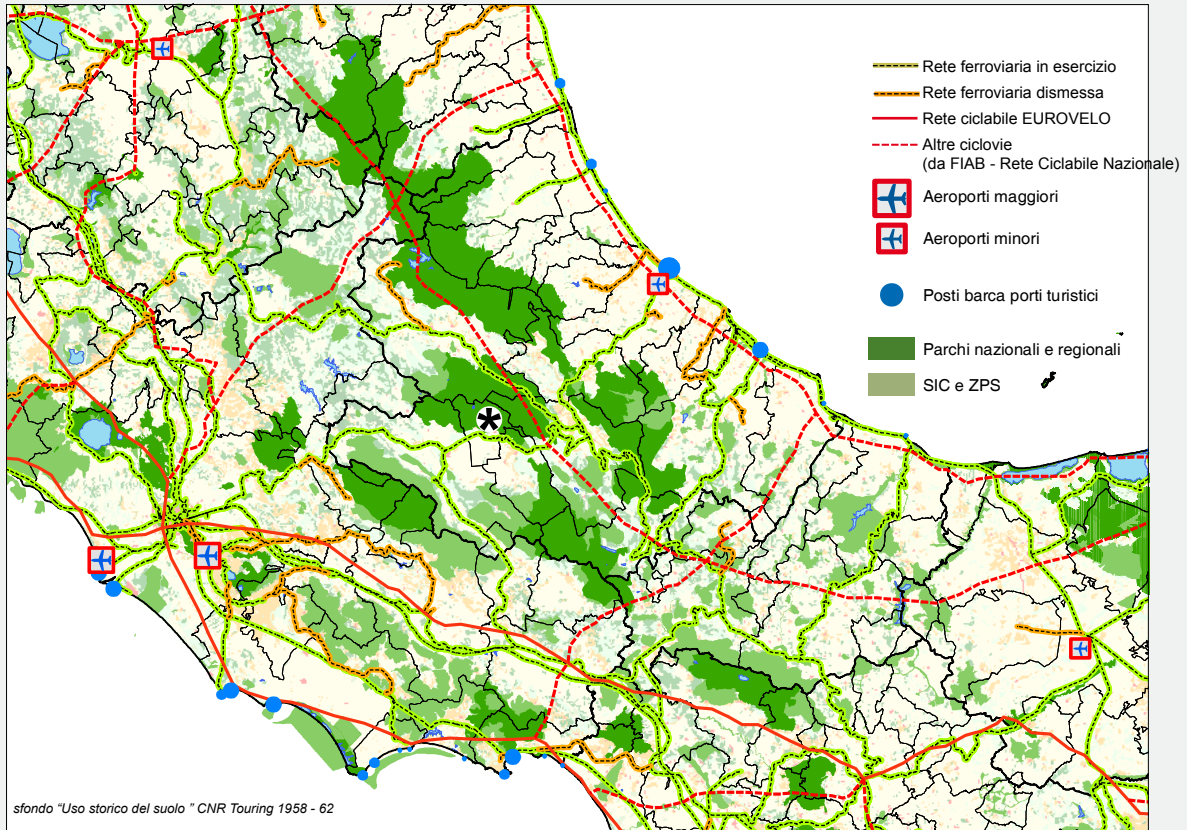 Rete ferroviaria in esercizio
Rete ferroviaria dismessa
Rete ciclabile EUROVELO
Altre ciclovie
(da FIAB - Rete Ciclabile Nazionale)
Aeroporti maggiori
Aeroporti minori
Posti barca porti turistici
Parchi nazionali e regionali
SIC e ZPS
*
sfondo “Uso storico del suolo ” CNR Touring 1958 - 62